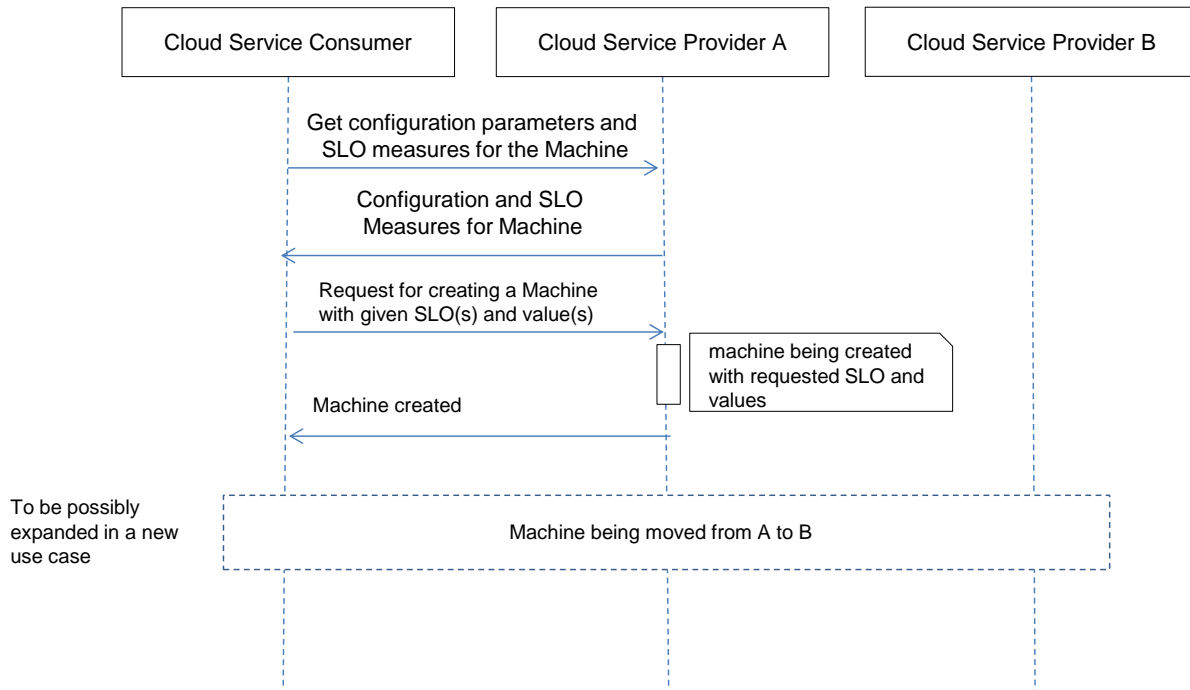 Cloud Service Consumer
Cloud Service Provider A
Cloud Service Provider B
Get configuration parameters and
SLO measures for the Machine
Configuration and SLO
Measures for Machine
Request for creating a Machine
with given SLO(s) and value(s)
machine being created
with requested SLO and
values
Machine created
To be possibly
expanded in a new
use case
Machine being moved from A to B